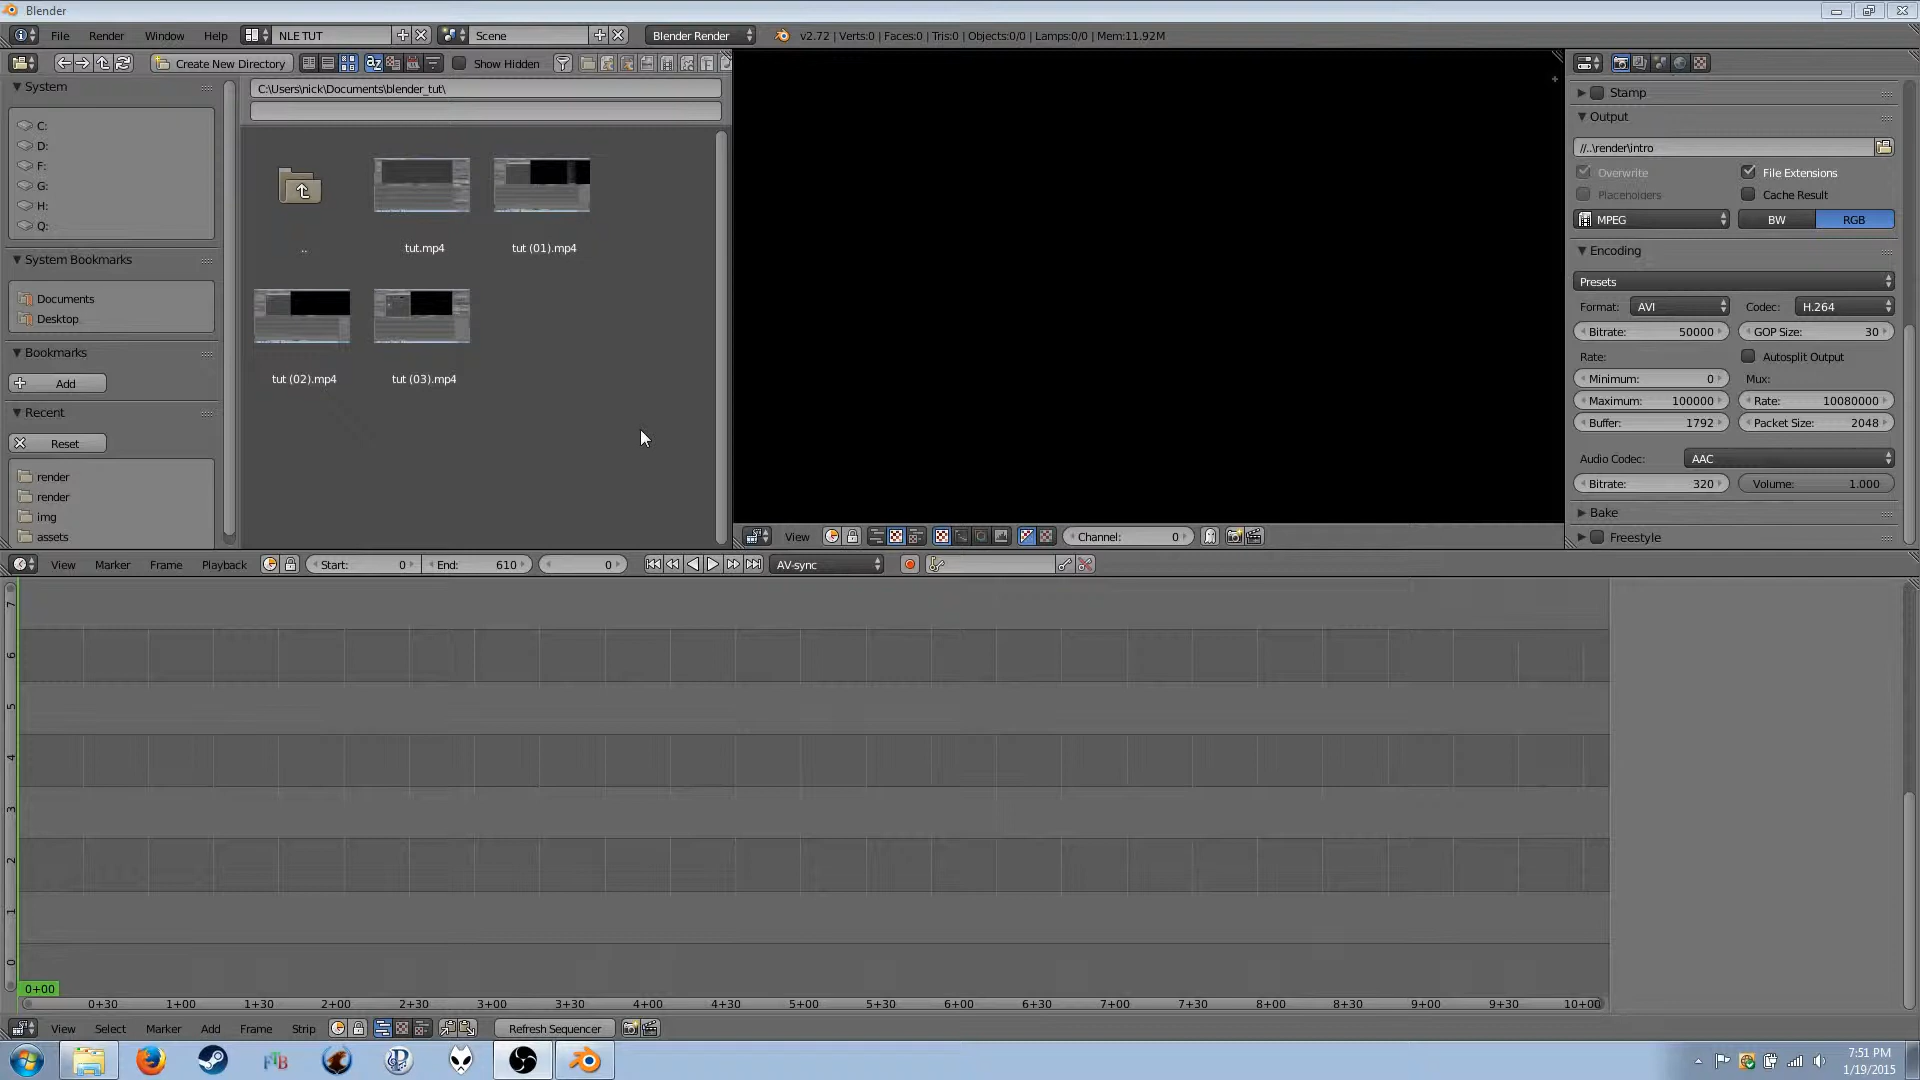 Blender
File Render Window Help NLE TUT Scene Blender Render v2.72 | Verts:0 | Faces:0 | Tris:0 | Objects:0/0 | Lamps:0/0 | Mem:11.92M
Create New Directory Show Hidden
System
C:
D:
F:
G:
H:
Q:
System Bookmarks
Documents
Desktop
Bookmarks
Add
Recent
Reset
render
render
img
assets
C:\Users\nick\Documents\blender_tut\
..
tut.mp4
tut (01).mp4
tut (02).mp4
tut (03).mp4
View Channel: 0
Stamp
Output
//..\render\intro
Overwrite File Extensions
Placeholders Cache Result
MPEG BW RGB
Encoding
Presets
Format: AVI Codec: H.264
Bitrate: 50000 GOP Size: 30
Rate: Autosplit Output
Minimum: 0 Mux:
Maximum: 100000 Rate: 10080000
Buffer: 1792 Packet Size: 2048
Audio Codec: AAC
Bitrate: 320 Volume: 1.000
Bake
Freestyle
View Marker Frame Playback Start: 0 End: 610 0 AV-sync
7
6
5
4
3
2
1
0
0+00
0+30 1+00 1+30 2+00 2+30 3+00 3+30 4+00 4+30 5+00 5+30 6+00 6+30 7+00 7+30 8+00 8+30 9+00 9+30 10+00
View Select Marker Add Frame Strip Refresh Sequencer
FTB
7:51 PM
1/19/2015